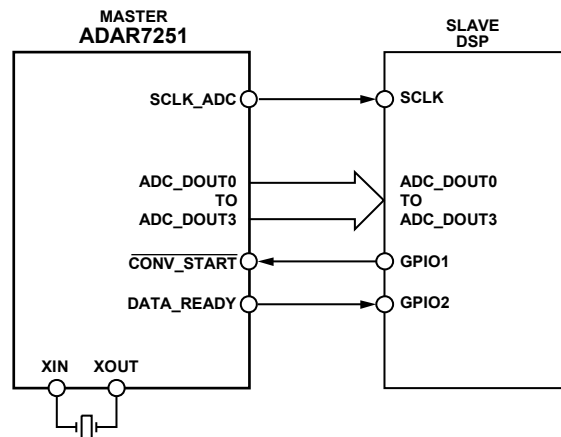 MASTER
ADAR7251
SLAVE
DSP
SCLK_ADC
SCLK
ADC_DOUT0
TO
ADC_DOUT3
ADC_DOUT0
TO
ADC_DOUT3
CONV_START
GPIO1
DATA_READY
GPIO2
XIN
XOUT